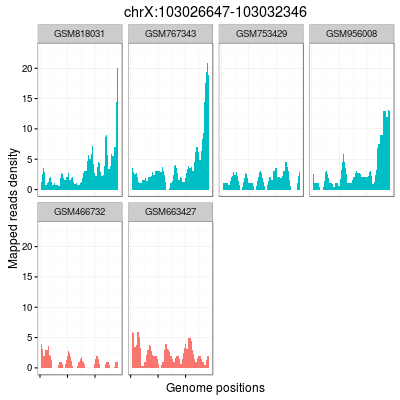 chrX:103026647-103032346
GSM818031 GSM767343 GSM753429 GSM956008
20
15
10
5
0
Mapped reads density
GSM466732 GSM663427
20
15
10
5
0
Genome positions